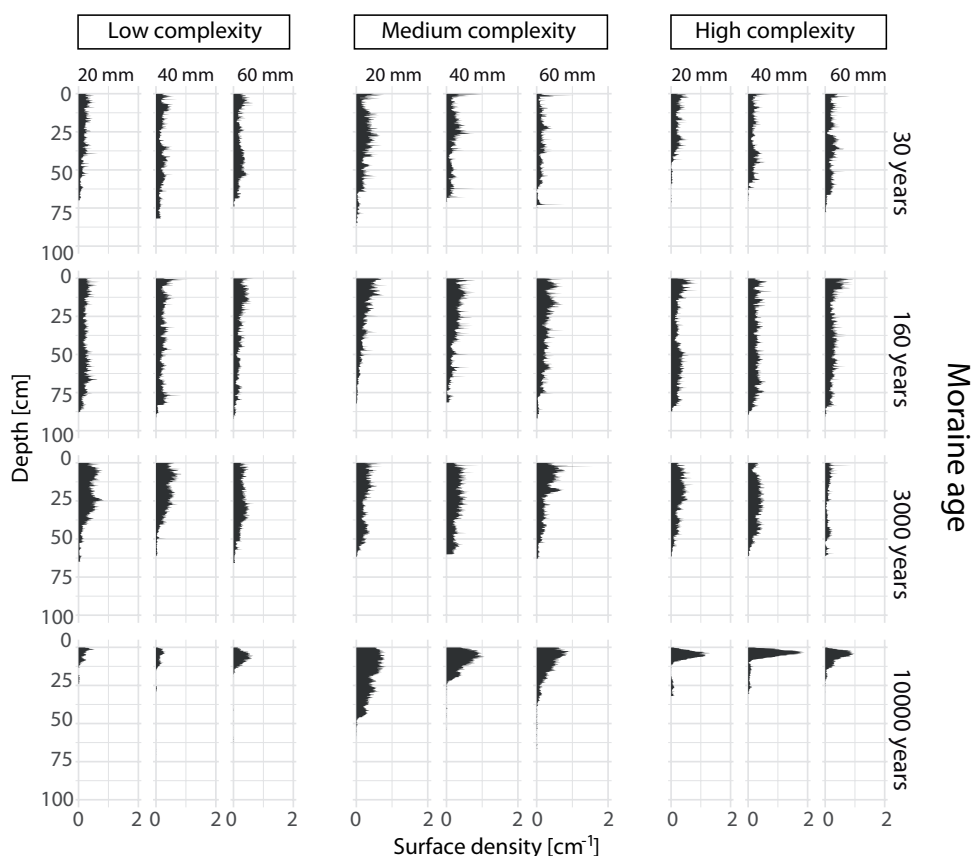 Low complexity Medium complexity High complexity
20 mm 40 mm 60 mm 20 mm 40 mm 60 mm 20 mm 40 mm 60 mm
0
25
50
75
100
30 years
0
25
50
75
100
160 years
0
25
50
75
100
3000 years
0
25
50
75
100
10000 years
Depth [cm]
Moraine age
0 2 0 2 0 2 0 2 0 2 0 2 0 2 0 2 0 2
Surface density [cm⁻¹]